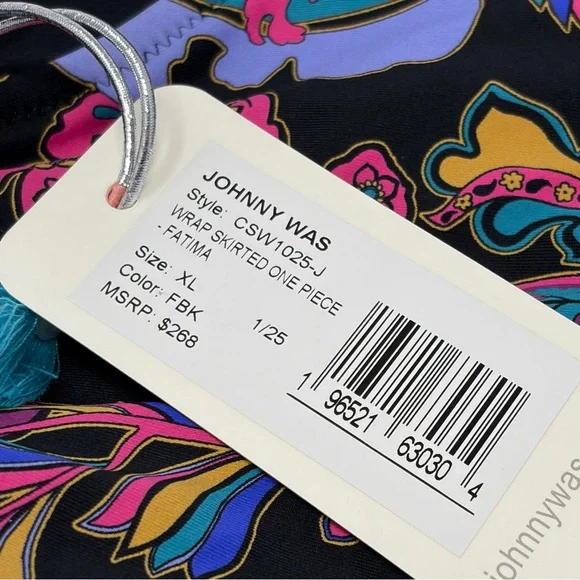 JOHNNY WAS
Style: CSW1025-J
WRAP SKIRTED ONE PIECE
- FATIMA
Size: XL
Color: FBK 1/25
MSRP: $268
1 96521 63030 4
johnnywas